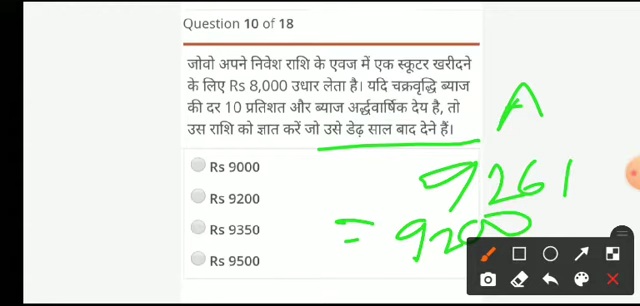 Question 10 of 18
जोवो अपने निवेश राशि के एवज में एक स्कूटर खरीदने
के लिए Rs 8,000 उधार लेता है। यदि चक्रवृद्धि ब्याज
की दर 10 प्रतिशत और ब्याज अर्द्धवार्षिक देय है, तो
उस राशि को ज्ञात करें जो उसे डेढ़ साल बाद देने हैं।
A
Rs 9000
9261
Rs 9200
= 9200
Rs 9350
Rs 9500